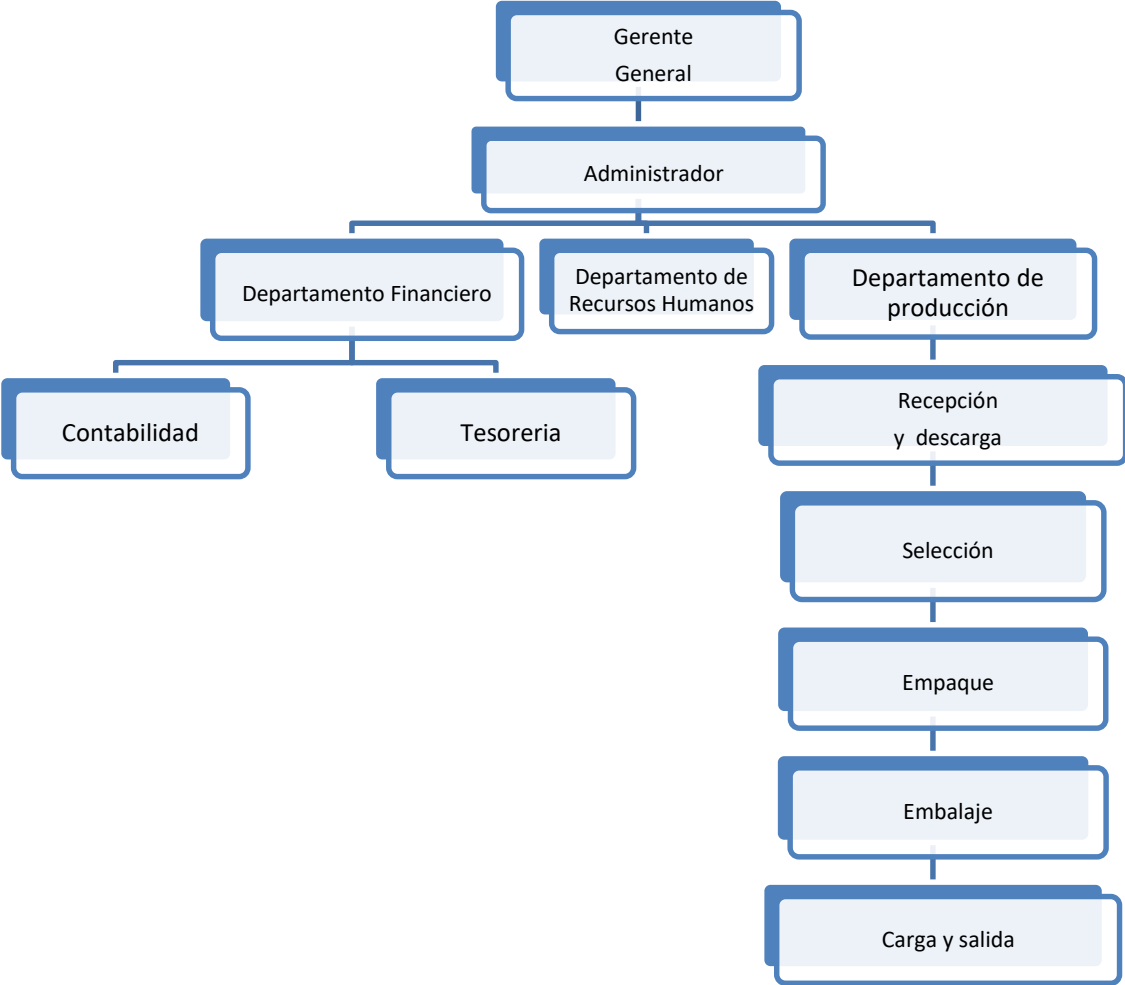 Gerente
General
Administrador
Departamento Financiero
Departamento de
Recursos Humanos
Departamento de
producción
Contabilidad
Tesoreria
Recepción
y descarga
Selección
Empaque
Embalaje
Carga y salida